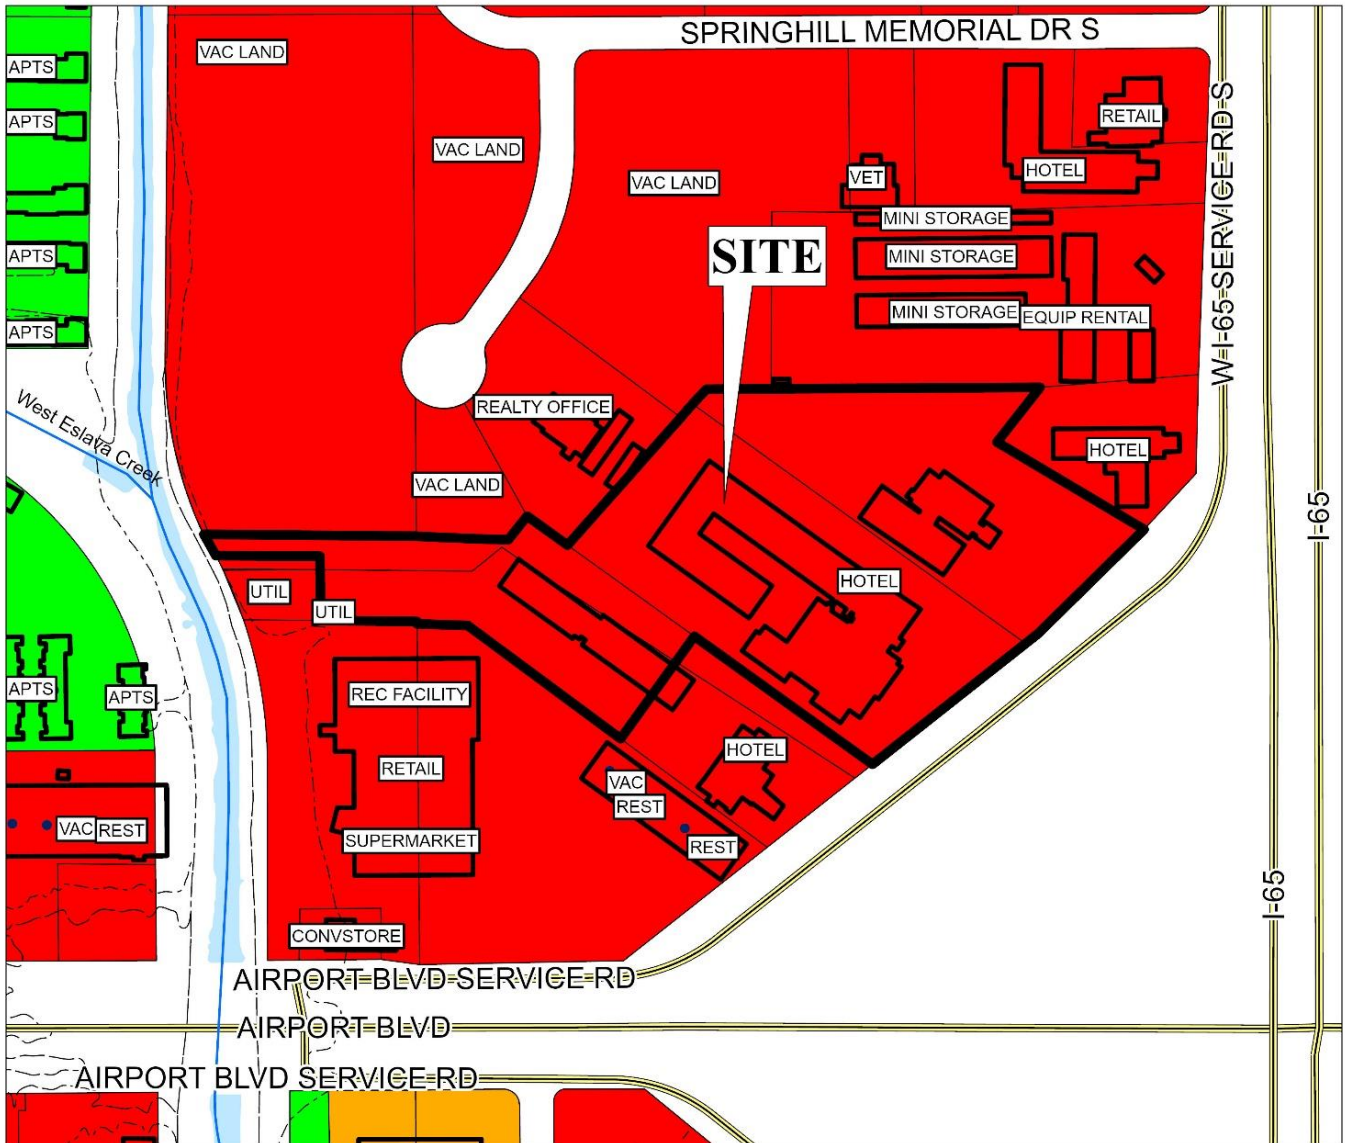 SPRINGHILL MEMORIAL DR S
VAC LAND
APTS
RETAIL
APTS
VAC LAND
HOTEL
VET
VAC LAND
W I-65 SERVICE RD S
MINI STORAGE
SITE
APTS
MINI STORAGE
MINI STORAGE
EQUIP RENTAL
APTS
West Eslava Creek
REALTY OFFICE
HOTEL
VAC LAND
I-65
HOTEL
UTIL
UTIL
APTS
APTS
REC FACILITY
HOTEL
RETAIL
VAC
REST
VAC REST
SUPERMARKET
REST
I-65
CONVSTORE
AIRPORT BLVD SERVICE RD
AIRPORT BLVD
AIRPORT BLVD SERVICE RD